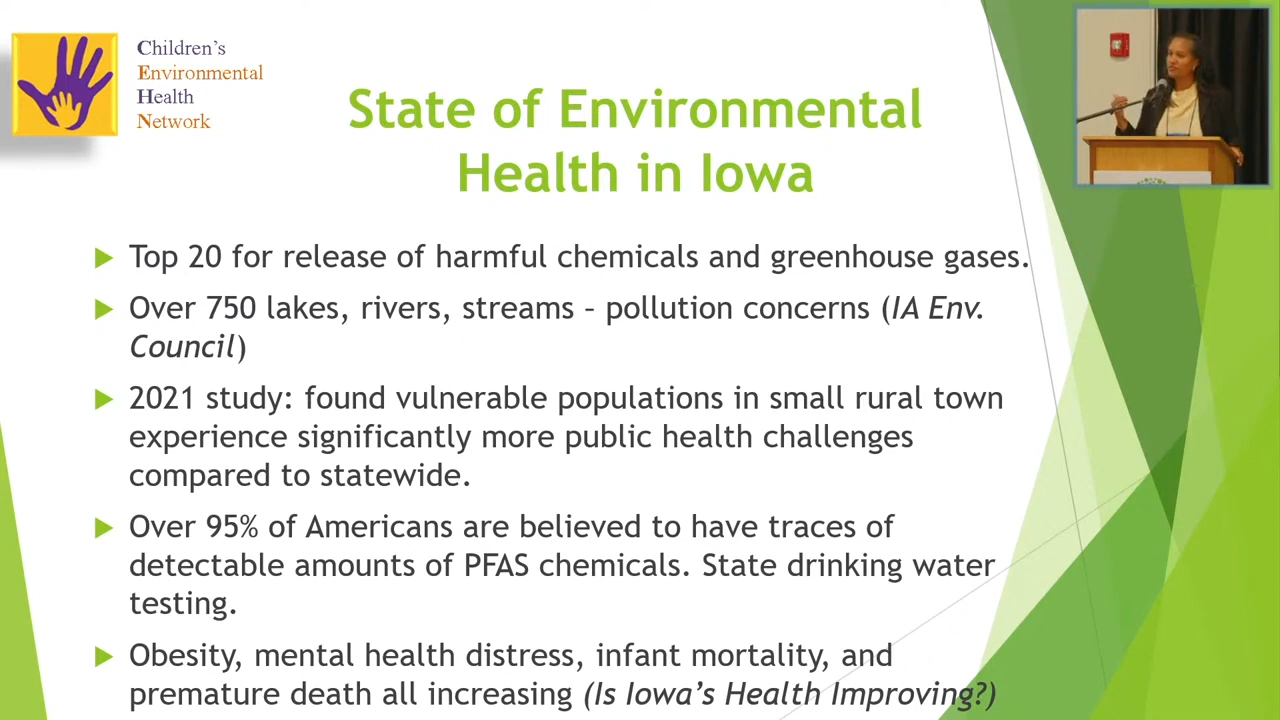 Children's
Environmental
Health
Network
State of Environmental
Health in Iowa
Top 20 for release of harmful chemicals and greenhouse gases.
Over 750 lakes, rivers, streams – pollution concerns (IA Env.
Council)
2021 study: found vulnerable populations in small rural town
experience significantly more public health challenges
compared to statewide.
Over 95% of Americans are believed to have traces of
detectable amounts of PFAS chemicals. State drinking water
testing.
Obesity, mental health distress, infant mortality, and
premature death all increasing (Is Iowa's Health Improving?)